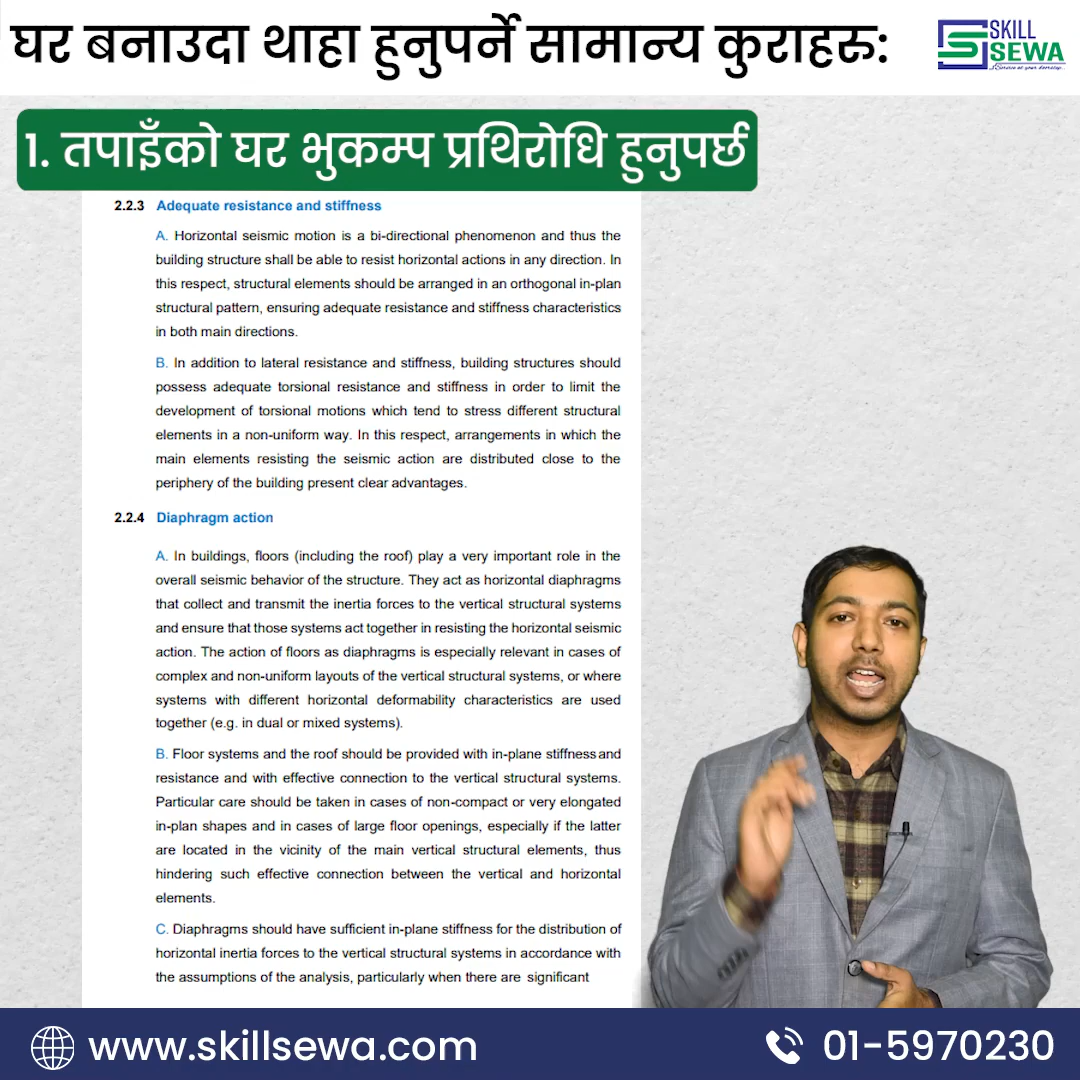 घर बनाउदा थाहा हुनुपर्ने सामान्य कुराहरु:
SKILL
SEWA
1. तपाइँको घर भुकम्प प्रथिरोधि हुनुपर्छ
2.2.3 Adequate resistance and stiffness
A. Horizontal seismic motion is a bi-directional phenomenon and thus the
building structure shall be able to resist horizontal actions in any direction. In
this respect, structural elements should be arranged in an orthogonal in-plan
structural pattern, ensuring adequate resistance and stiffness characteristics
in both main directions.
B. In addition to lateral resistance and stiffness, building structures should
possess adequate torsional resistance and stiffness in order to limit the
development of torsional motions which tend to stress different structural
elements in a non-uniform way. In this respect, arrangements in which the
main elements resisting the seismic action are distributed close to the
periphery of the building present clear advantages.
2.2.4 Diaphragm action
A. In buildings, floors (including the roof) play a very important role in the
overall seismic behavior of the structure. They act as horizontal diaphragms
that collect and transmit the inertia forces to the vertical structural systems
and ensure that those systems act together in resisting the horizontal seismic
action. The action of floors as diaphragms is especially relevant in cases of
complex and non-uniform layouts of the vertical structural systems, or where
systems with different horizontal deformability characteristics are used
together (e.g. in dual or mixed systems).
B. Floor systems and the roof should be provided with in-plane stiffness and
resistance and with effective connection to the vertical structural systems.
Particular care should be taken in cases of non-compact or very elongated
in-plan shapes and in cases of large floor openings, especially if the latter
are located in the vicinity of the main vertical structural elements, thus
hindering such effective connection between the vertical and horizontal
elements.
C. Diaphragms should have sufficient in-plane stiffness for the distribution of
horizontal inertia forces to the vertical structural systems in accordance with
the assumptions of the analysis, particularly when there are significant
www.skillsewa.com
01-5970230